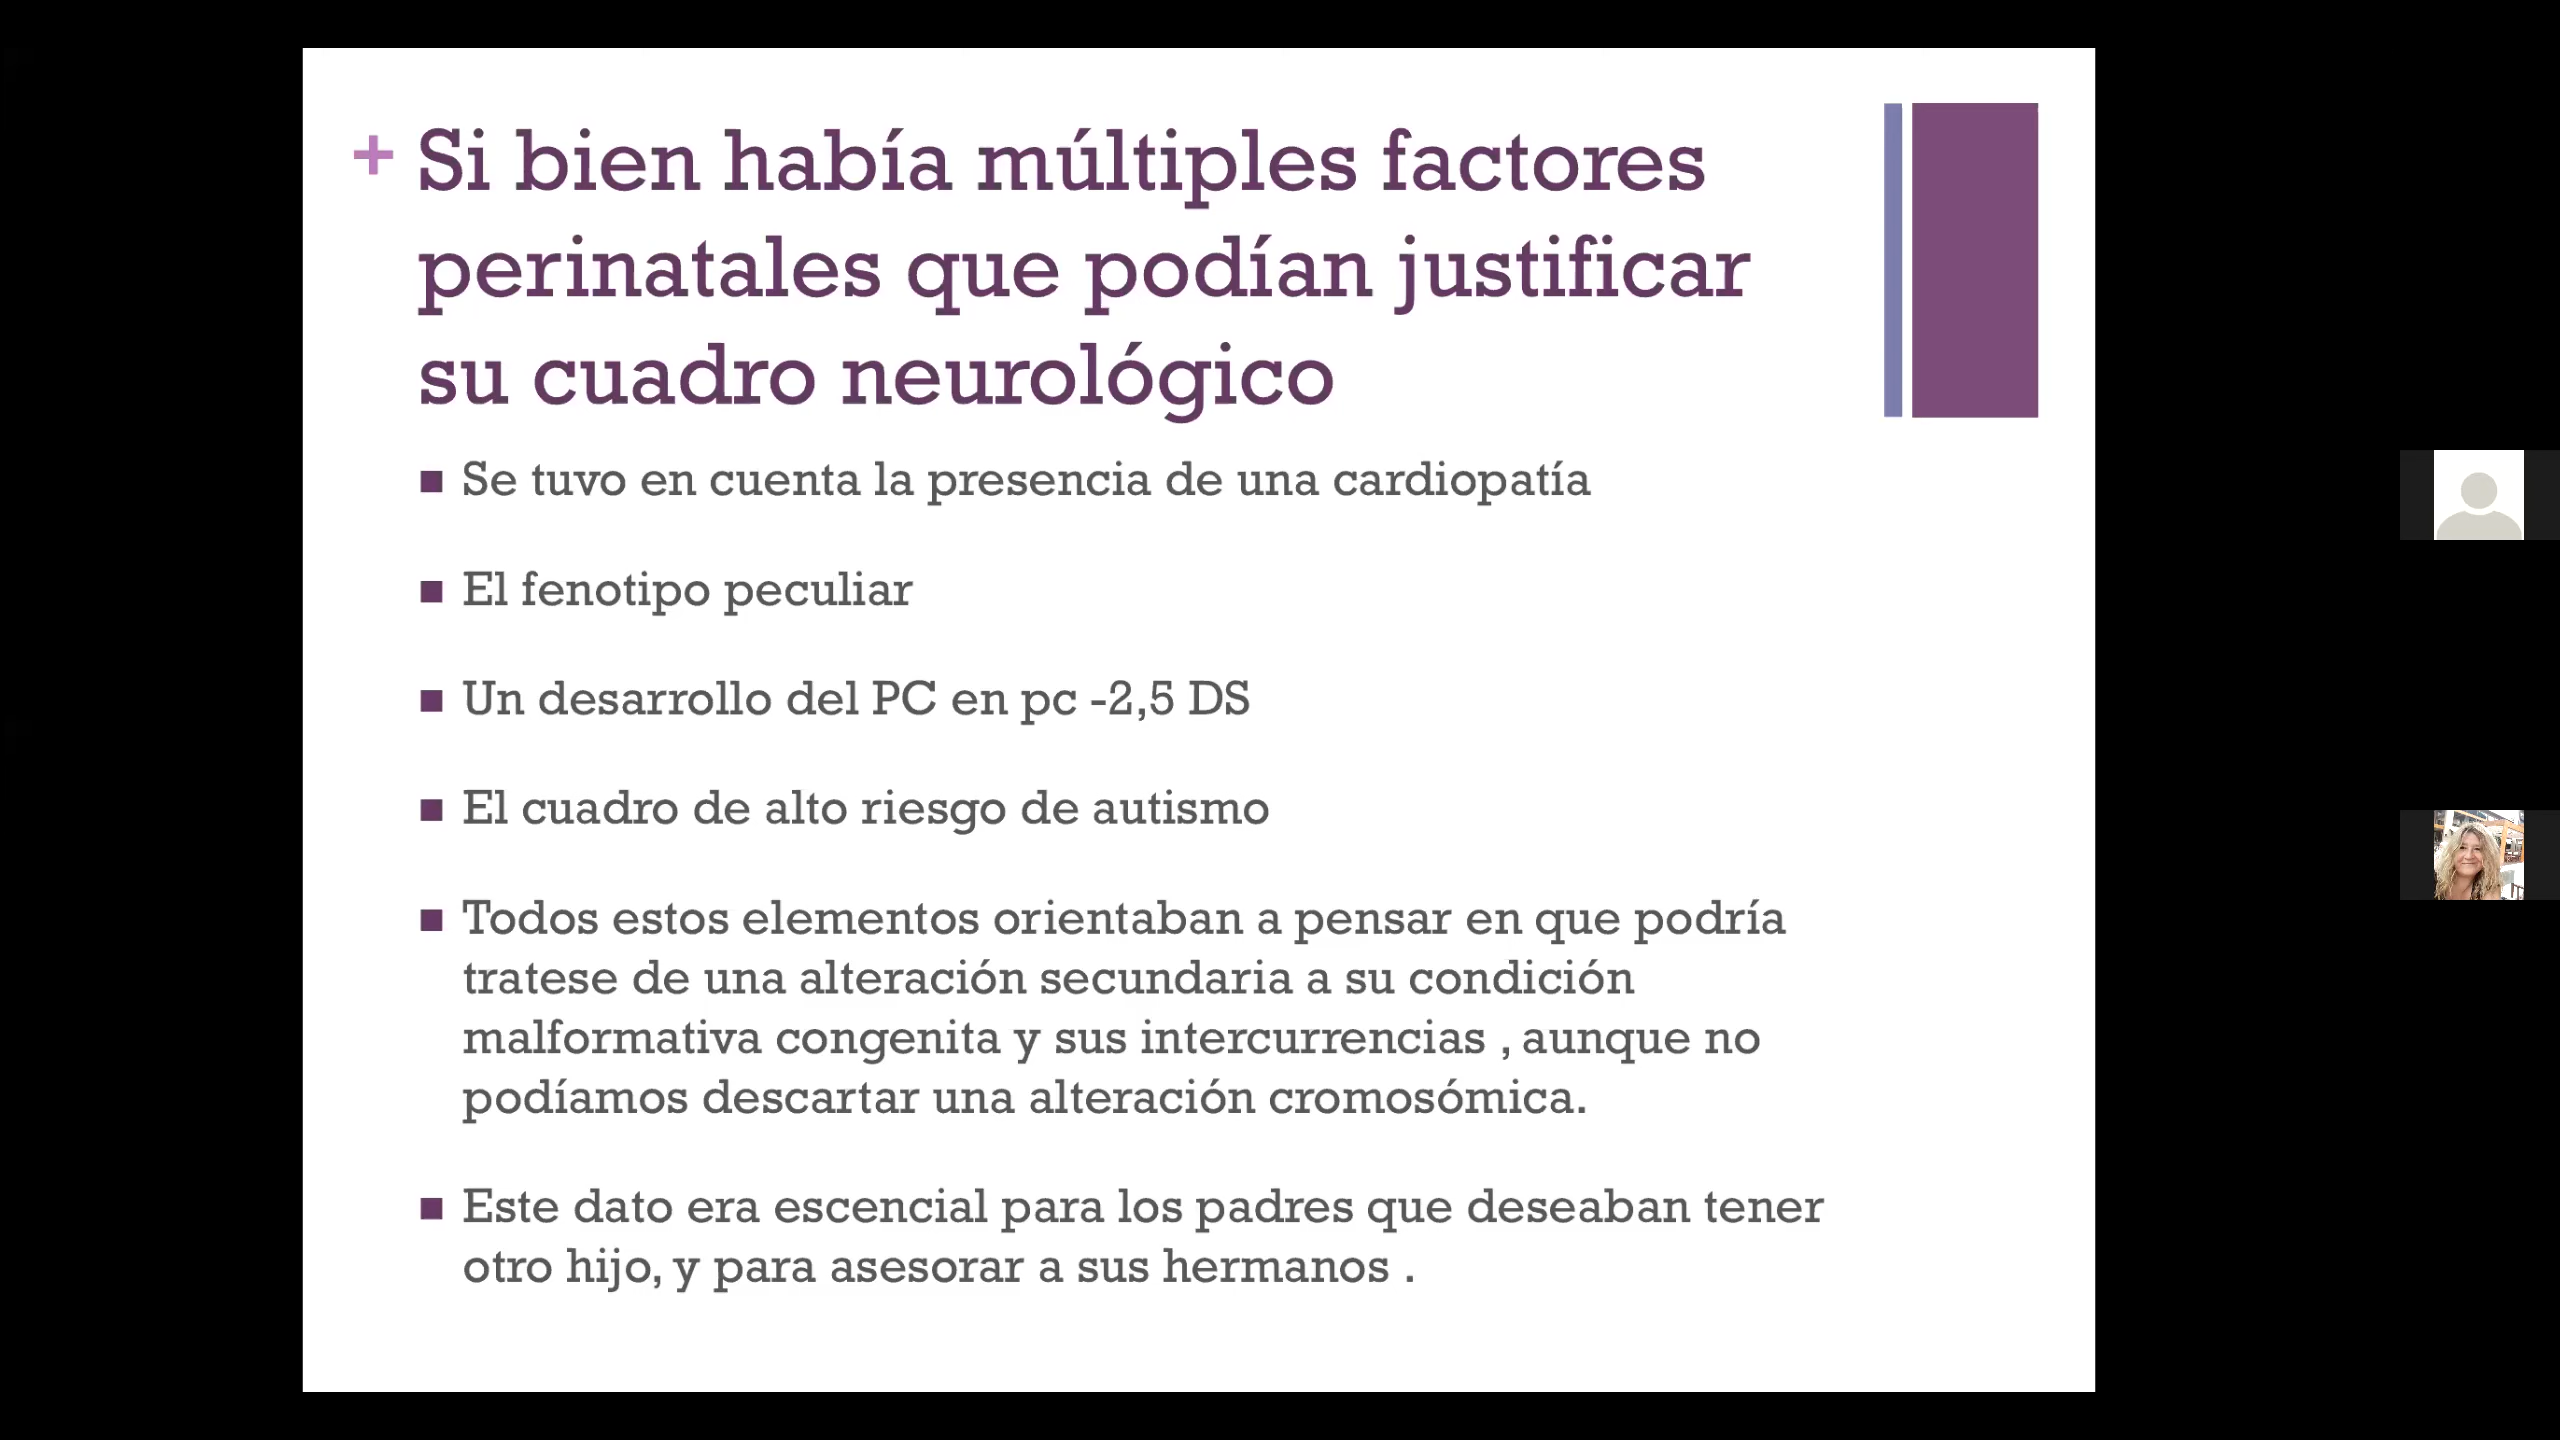 + Si bien había múltiples factores
perinatales que podían justificar
su cuadro neurológico
■ Se tuvo en cuenta la presencia de una cardiopatía
■ El fenotipo peculiar
■ Un desarrollo del PC en pc -2,5 DS
■ El cuadro de alto riesgo de autismo
■ Todos estos elementos orientaban a pensar en que podría
tratese de una alteración secundaria a su condición
malformativa congenita y sus intercurrencias , aunque no
podíamos descartar una alteración cromosómica.
■ Este dato era escencial para los padres que deseaban tener
otro hijo, y para asesorar a sus hermanos .